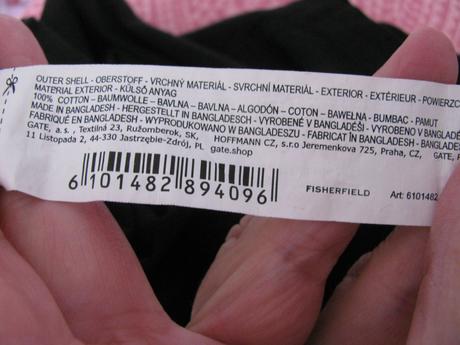 OUTER SHELL - OBERSTOFF - VRCHNÝ MATERIÁL - SVRCHNÍ MATERIÁL - EXTERIOR - EXTÉRIEUR - POWIERZC
MATERIAL EXTERIOR - KÜLSŐ ANYAG
100% COTTON - BAUMWOLLE - BAVLNA - BAVLNA - ALGODÓN - COTON - BAWEŁNA - BUMBAC - PAMUT
MADE IN BANGLADESH - HERGESTELLT IN BANGLADESCH - VYROBENÉ V BANGLADÉŠI - VYROBENO V BANGLADÉ
FABRIQUÉ EN BANGLADESH - WYPRODUKOWANO W BANGLADESZU - FABRICAT ÎN BANGLADESH - BANGLADES
GATE, a. s., Textilná 23, Ružomberok, SK, HOFFMANN CZ, s.r.o Jeremenkova 725, Praha, CZ, GATE, P
11 Listopada 2, 44-330 Jastrzębie-Zdrój, PL gate.shop
6 101482 894096
FISHERFIELD
Art: 6101482